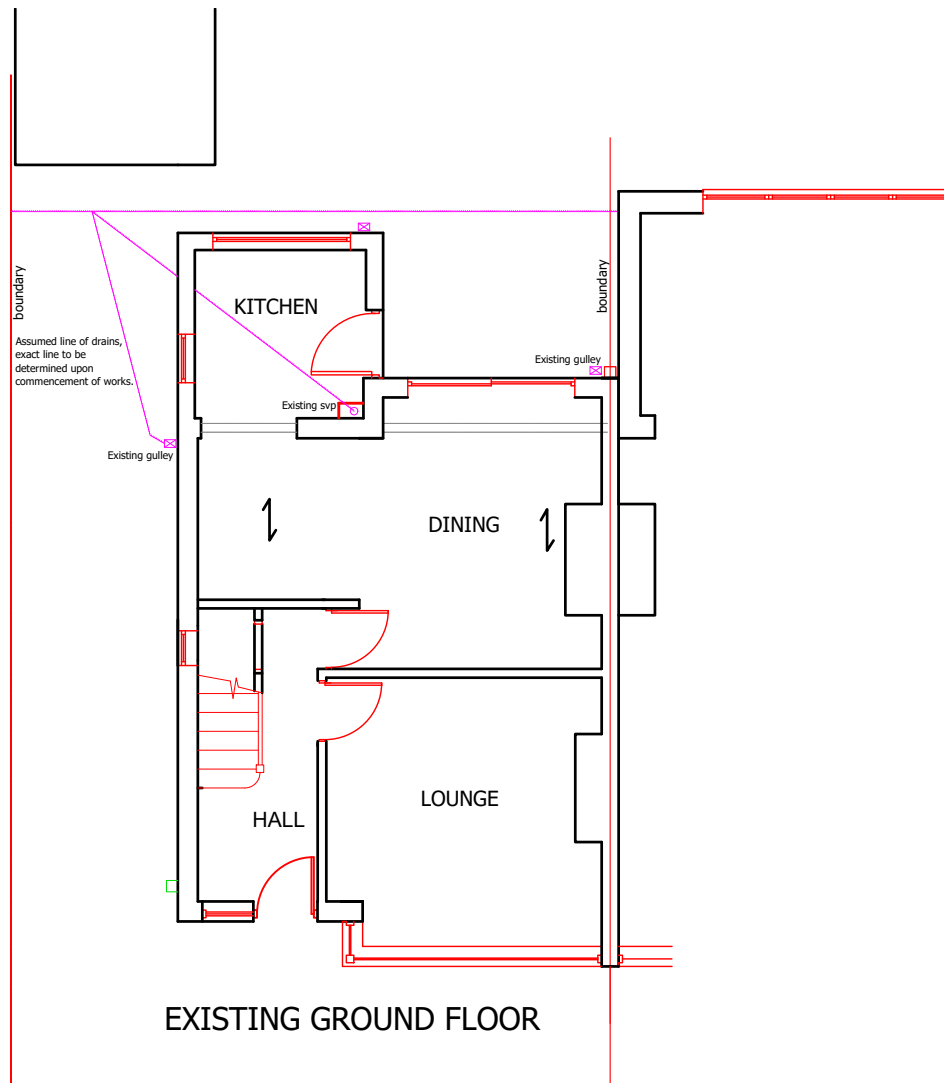 boundary
KITCHEN
boundary
Assumed line of drains,
exact line to be
determined upon
commencement of works.
Existing gulley
Existing svp
Existing gulley
DINING
LOUNGE
HALL
EXISTING GROUND FLOOR